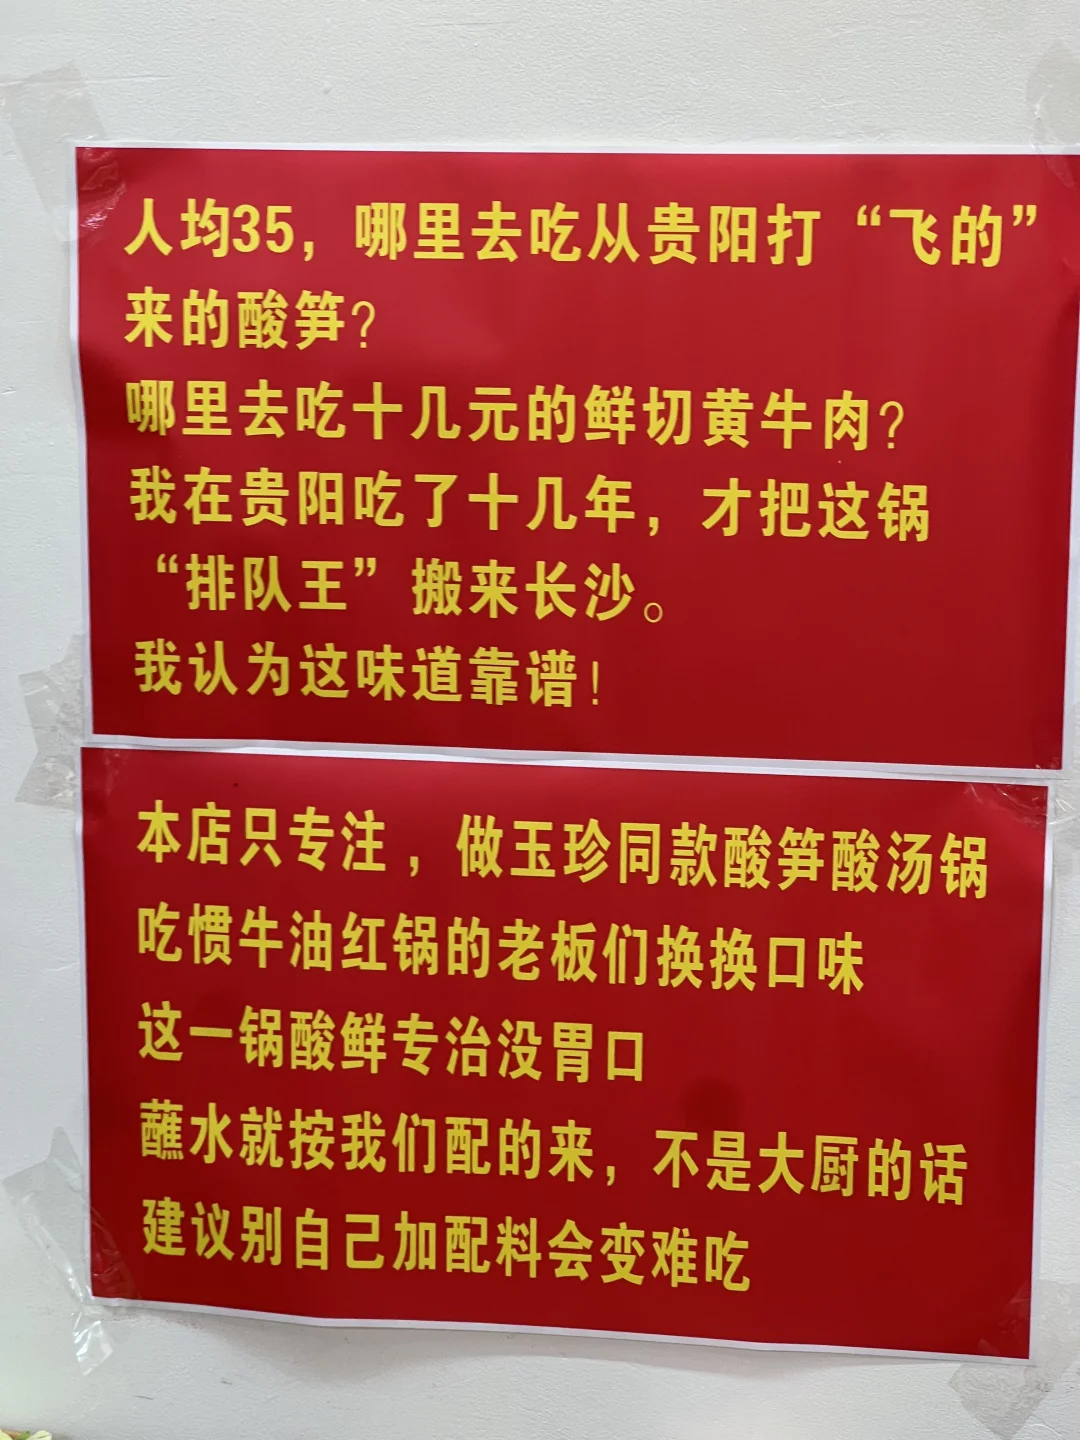 人均35，哪里去吃从贵阳打“飞的”
来的酸笋？
哪里去吃十几元的鲜切黄牛肉？
我在贵阳吃了十几年，才把这锅
“排队王”搬来长沙。
我认为这味道靠谱！
本店只专注，做玉珍同款酸笋酸汤锅
吃惯牛油红锅的老板们换换口味
这一锅酸鲜专治没胃口
蘸水就按我们配的来，不是大厨的话
建议别自己加配料会变难吃